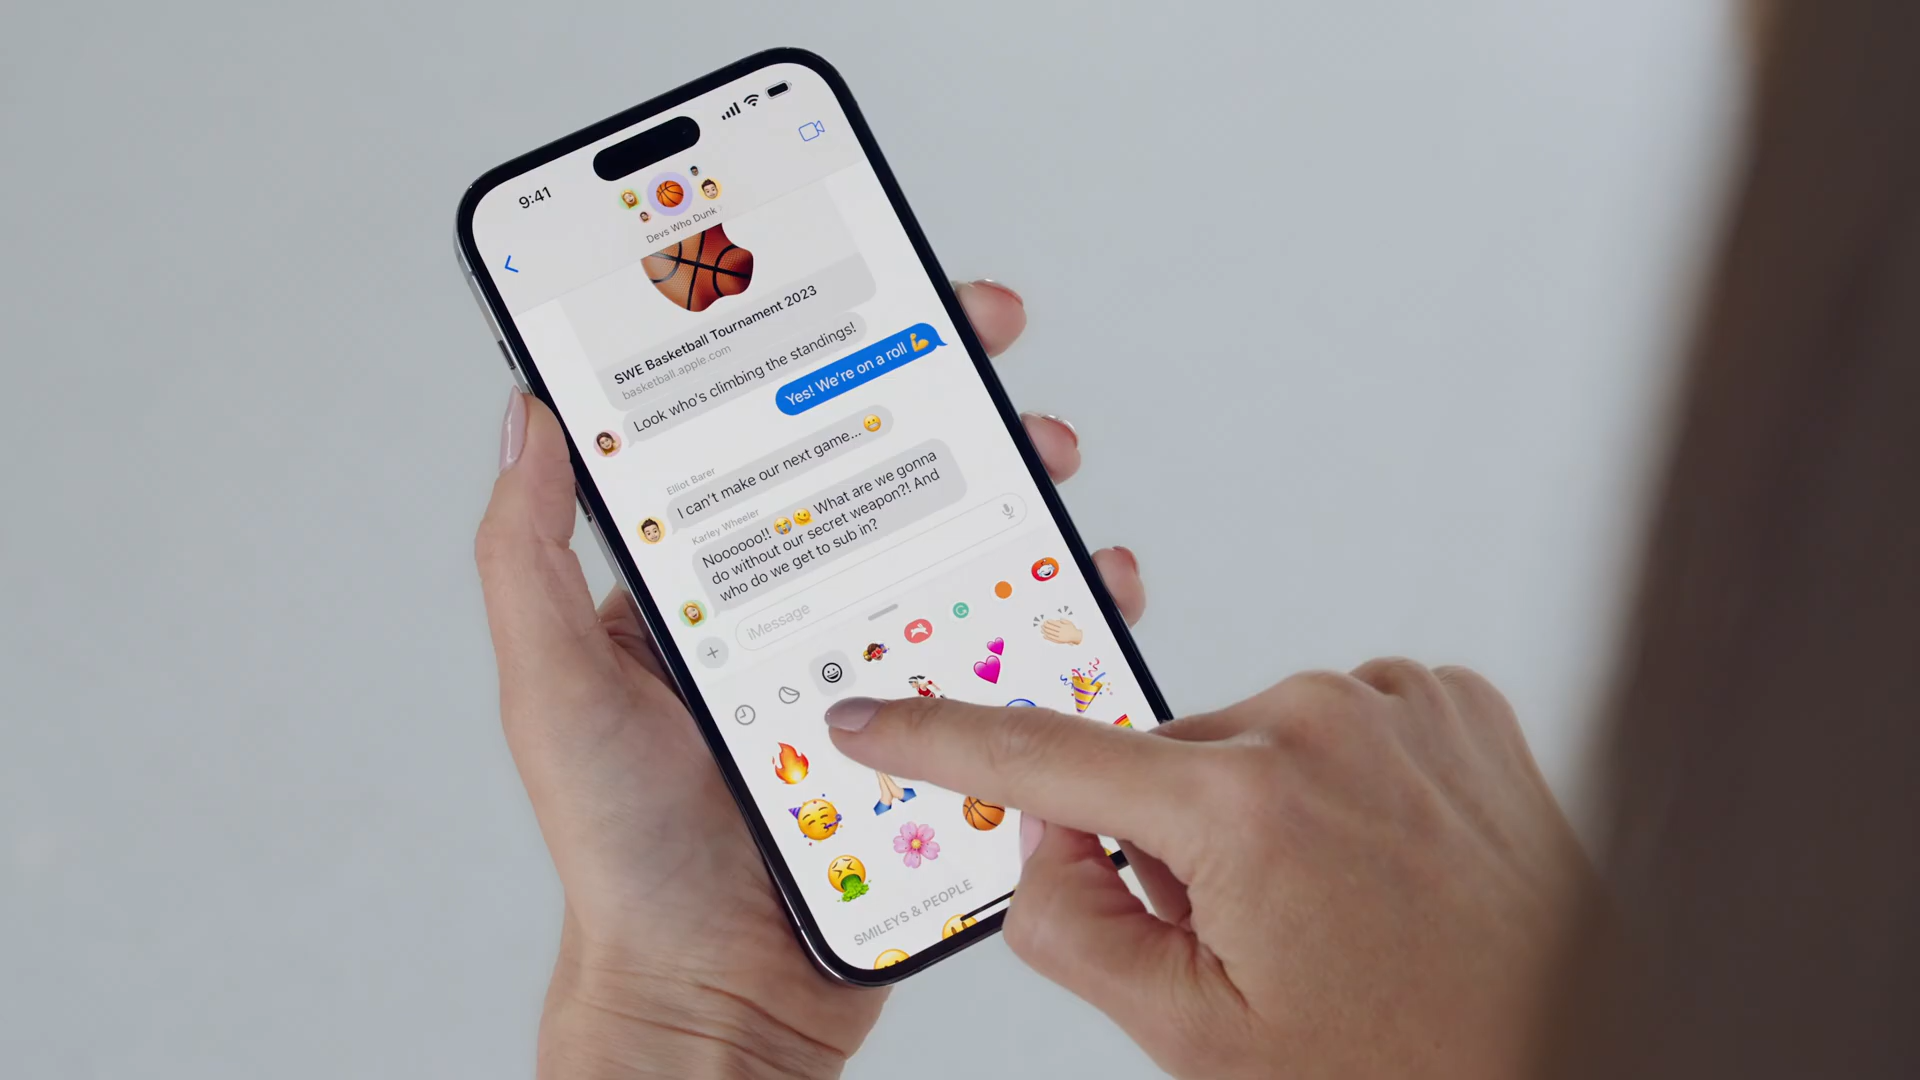 9:41
Devs Who Dunk
SWE Basketball Tournament 2023
basketball.apple.com
Look who's climbing the standings!
Yes! We're on a roll 💪
Elliot Barer
I can't make our next game... 😬
Karley Wheeler
Noooooo!! 😭🫠 What are we gonna
do without our secret weapon?! And
who do we get to sub in?
iMessage
SMILEYS & PEOPLE